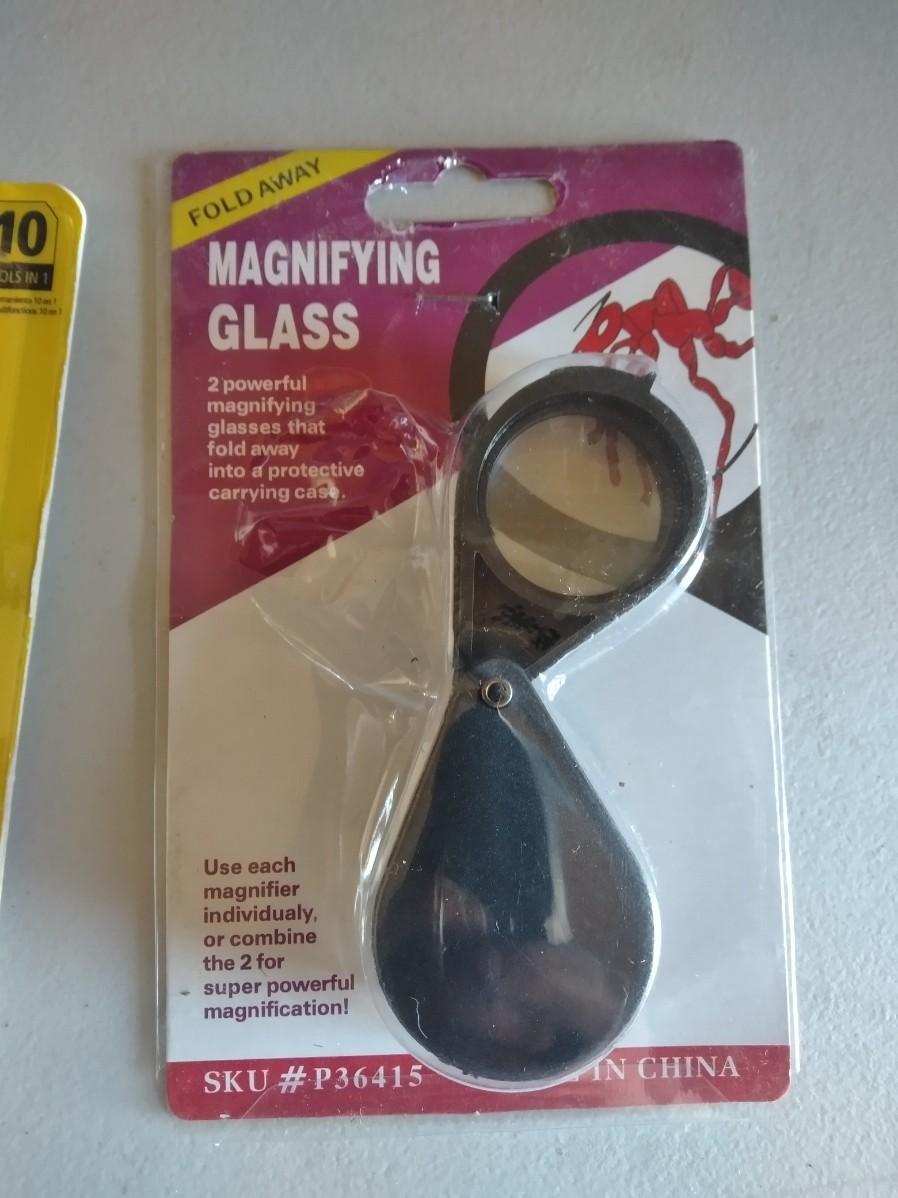 FOLD AWAY
MAGNIFYING
GLASS
2 powerful
magnifying
glasses that
fold away
into a protective
carrying case.
Use each
magnifier
individualy,
or combine
the 2 for
super powerful
magnification!
SKU # P36415
IN CHINA
10
OLS IN 1